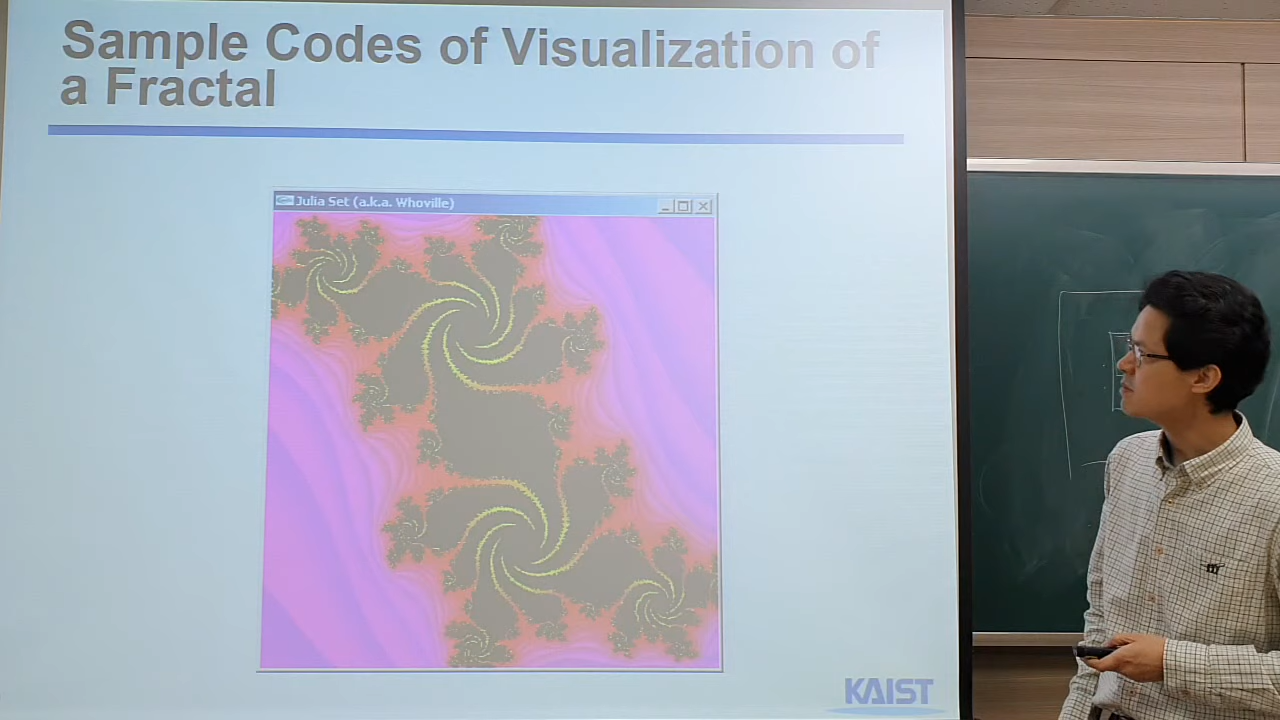 Sample Codes of Visualization of
a Fractal
Julia Set (a.k.a. Whoville)
KAIST